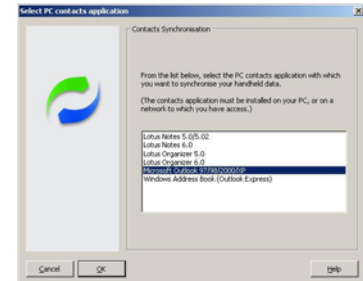 Select PC contacts application
Contacts Synchronisation
From the list below, select the PC contacts application with which
you want to synchronise your handheld data.
(The contacts application must be installed on your PC, or on a
network to which you have access.)
Lotus Notes 5.0/5.02
Lotus Notes 6.0
Lotus Organizer 5.0
Lotus Organizer 6.0
Microsoft Outlook 97/98/2000/XP
Windows Address Book (Outlook Express)
Cancel
OK
Help